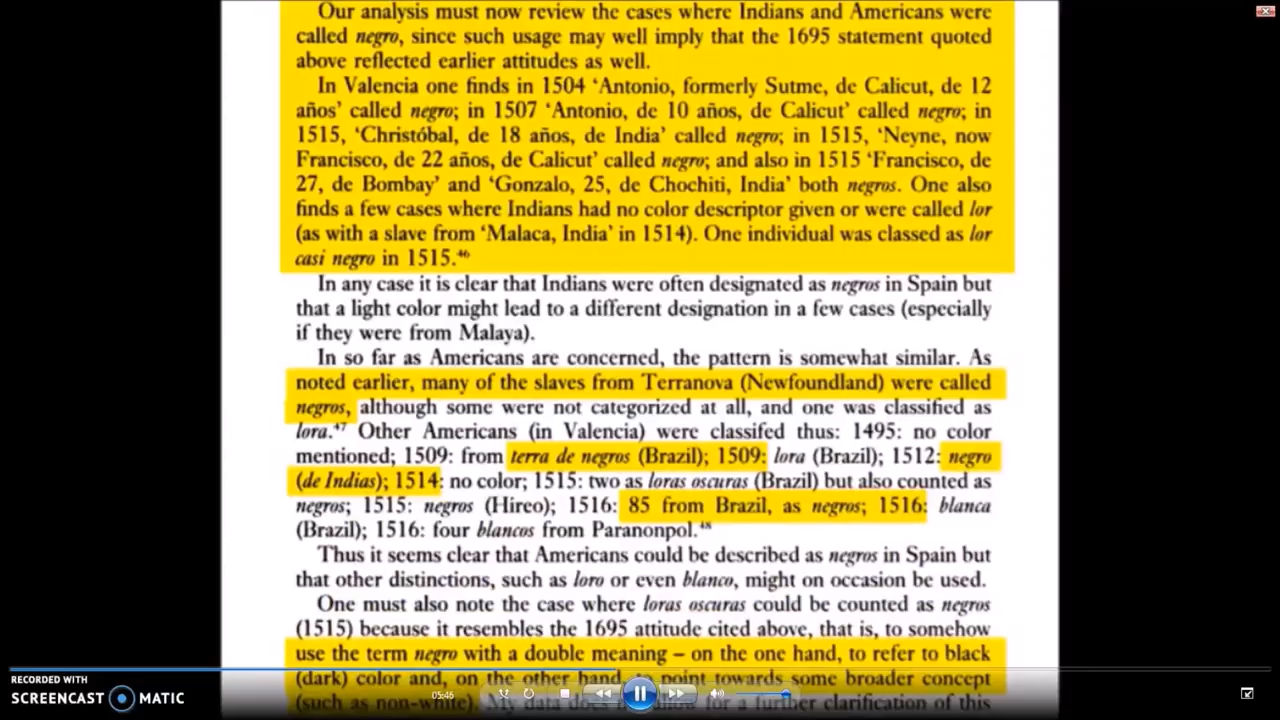 Our analysis must now review the cases where Indians and Americans were
called negro, since such usage may well imply that the 1695 statement quoted
above reflected earlier attitudes as well.
In Valencia one finds in 1504 ‘Antonio, formerly Sutme, de Calicut, de 12
años’ called negro; in 1507 ‘Antonio, de 10 años, de Calicut’ called negro; in
1515, ‘Christóbal, de 18 años, de India’ called negro; in 1515, ‘Neyne, now
Francisco, de 22 años, de Calicut’ called negro; and also in 1515 ‘Francisco, de
27, de Bombay’ and ‘Gonzalo, 25, de Chochiti, India’ both negros. One also
finds a few cases where Indians had no color descriptor given or were called lor
(as with a slave from ‘Malaca, India’ in 1514). One individual was classed as lor
casi negro in 1515.⁴⁶
In any case it is clear that Indians were often designated as negros in Spain but
that a light color might lead to a different designation in a few cases (especially
if they were from Malaya).
In so far as Americans are concerned, the pattern is somewhat similar. As
noted earlier, many of the slaves from Terranova (Newfoundland) were called
negros, although some were not categorized at all, and one was classified as
lora.⁴⁷ Other Americans (in Valencia) were classifed thus: 1495: no color
mentioned; 1509: from terra de negros (Brazil); 1509: lora (Brazil); 1512: negro
(de Indias); 1514: no color; 1515: two as loras oscuras (Brazil) but also counted as
negros; 1515: negros (Hireo); 1516: 85 from Brazil, as negros; 1516: blanca
(Brazil); 1516: four blancos from Paranonpol.⁴⁸
Thus it seems clear that Americans could be described as negros in Spain but
that other distinctions, such as loro or even blanco, might on occasion be used.
One must also note the case where loras oscuras could be counted as negros
(1515) because it resembles the 1695 attitude cited above, that is, to somehow
use the term negro with a double meaning – on the one hand, to refer to black
(dark) color and, on the other hand, to point towards some broader concept
(such as non-white). My data does not allow for a further clarification of this
RECORDED WITH
SCREENCAST MATIC
05:46